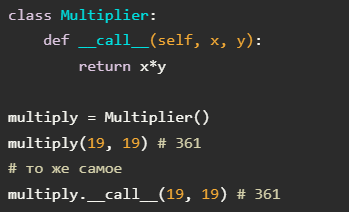 class Multiplier:
    def __call__(self, x, y):
        return x*y

multiply = Multiplier()
multiply(19, 19) # 361
# то же самое
multiply.__call__(19, 19) # 361